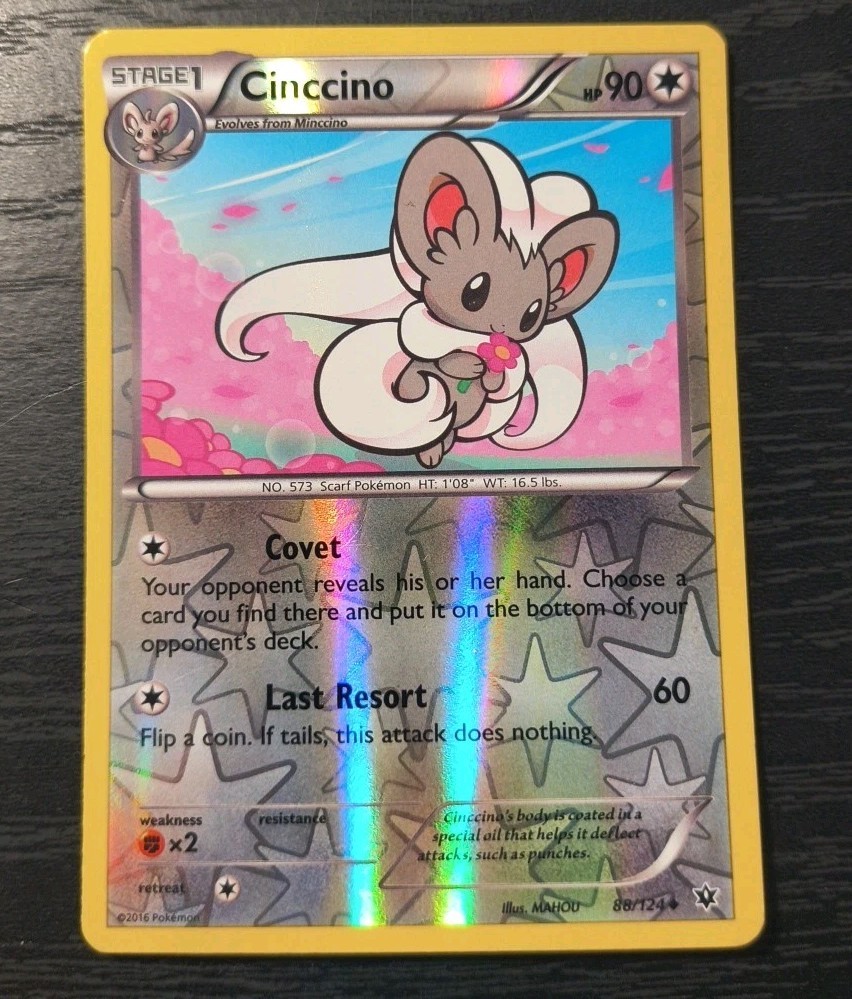 STAGE1 Cinccino HP90
Evolves from Minccino
NO. 573 Scarf Pokémon HT: 1'08" WT: 16.5 lbs.
Covet
Your opponent reveals his or her hand. Choose a
card you find there and put it on the bottom of your
opponent's deck.
Last Resort 60
Flip a coin. If tails, this attack does nothing.
weakness resistance
×2
Cinccino's body is coated in a
special oil that helps it deflect
attacks, such as punches.
retreat
Illus. MAHOU 88/124
©2016 Pokémon